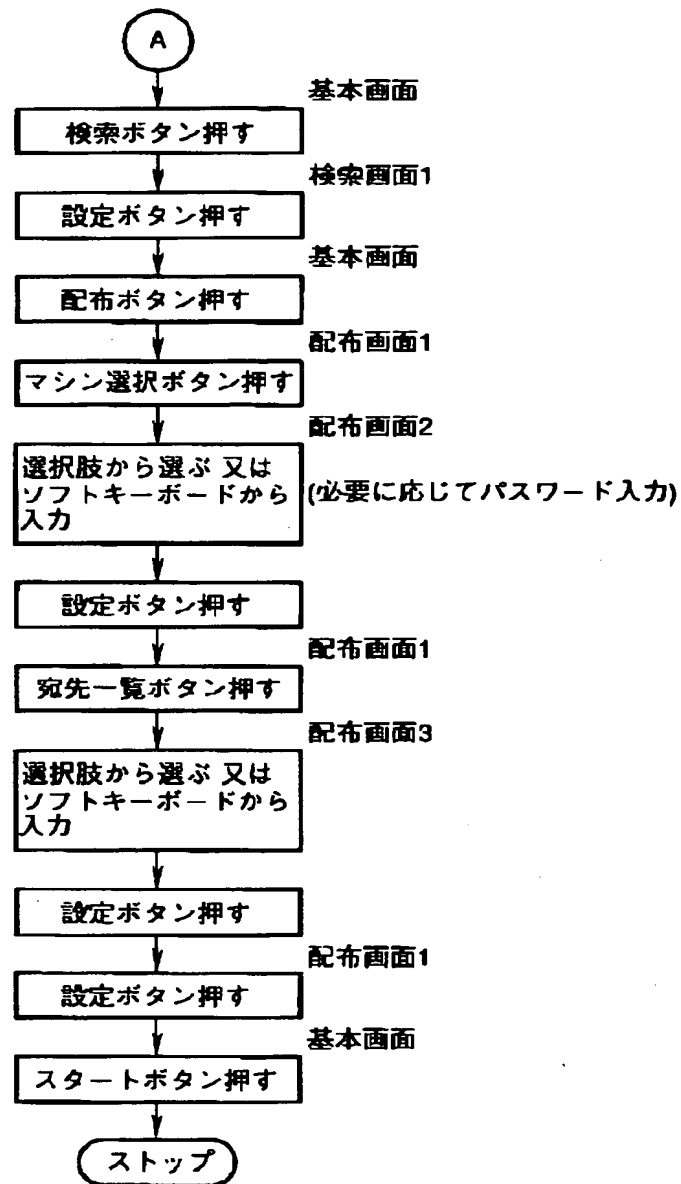 A
基本画面
検索ボタン押す
検索画面1
設定ボタン押す
基本画面
配布ボタン押す
配布画面1
マシン選択ボタン押す
配布画面2
選択肢から選ぶ 又は
ソフトキーボードから
入力
(必要に応じてパスワード入力)
設定ボタン押す
配布画面1
宛先一覧ボタン押す
配布画面3
選択肢から選ぶ 又は
ソフトキーボードから
入力
設定ボタン押す
配布画面1
設定ボタン押す
基本画面
スタートボタン押す
ストップ